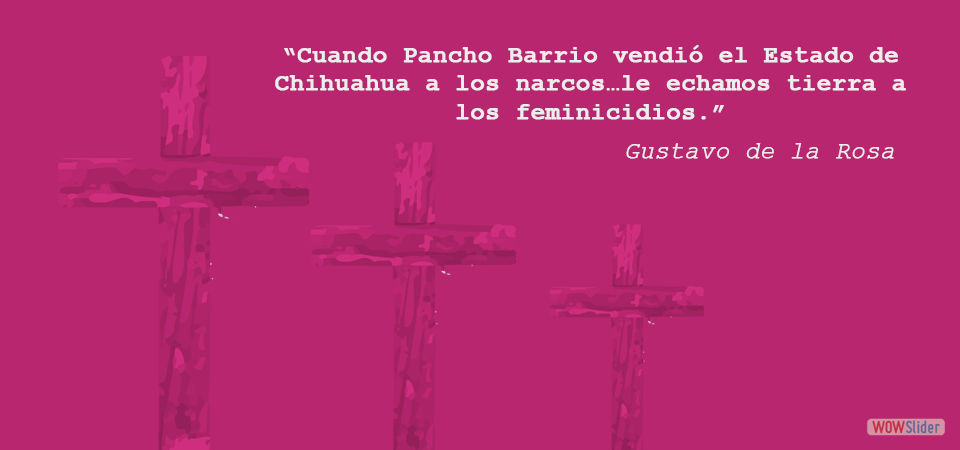 “Cuando Pancho Barrio vendió el Estado de
Chihuahua a los narcos…le echamos tierra a
los feminicidios.”
Gustavo de la Rosa
WOWSlider